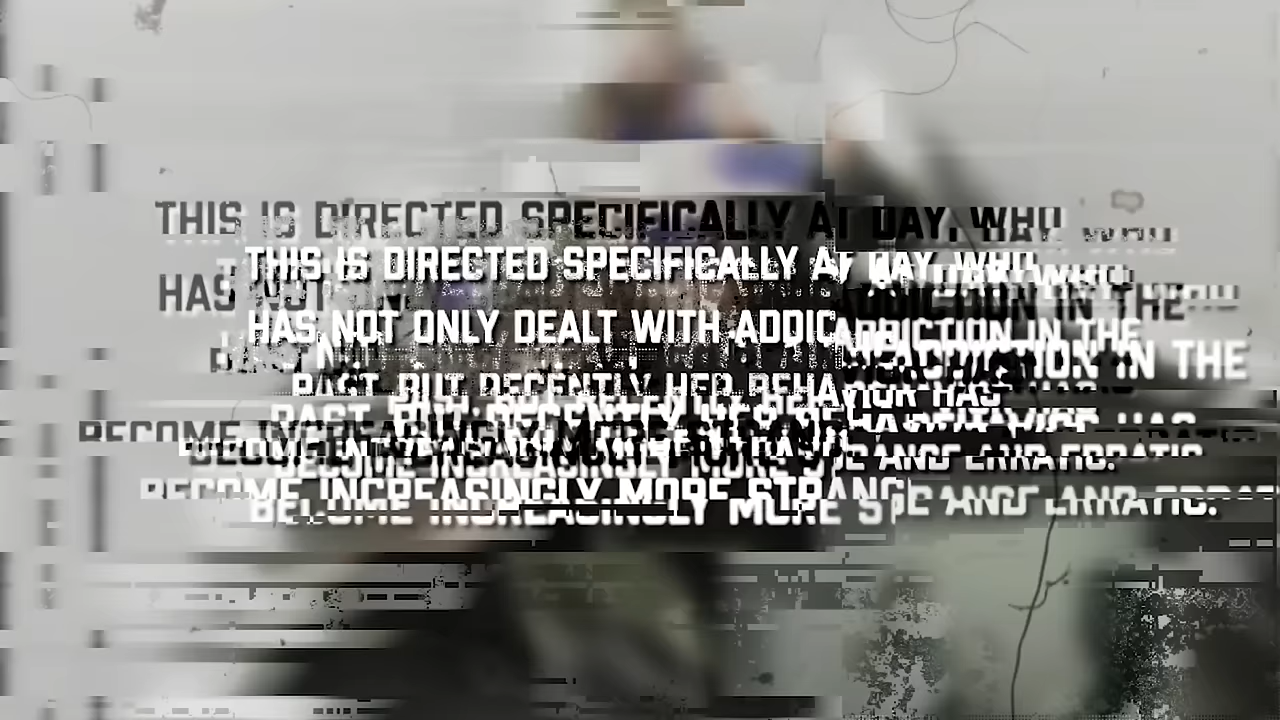 THIS IS DIRECTED SPECIFICALLY AT DAY, WHO
HAS NOT ONLY DEALT WITH ADDICTION IN THE
PAST, BUT RECENTLY HER BEHAVIOR HAS
BECOME INCREASINGLY MORE STRANGE AND ERRATIC.